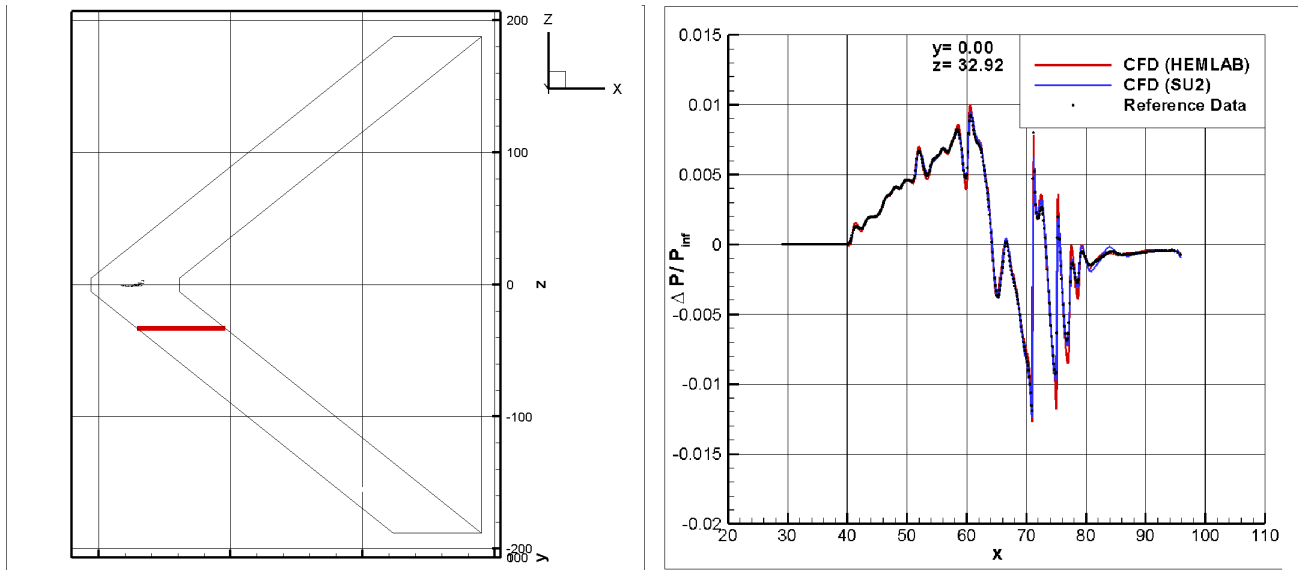 200
100
0
-100
-200
000
z
y
Z
X
Y
0.015
0.01
0.005
0
-0.005
-0.01
-0.015
-0.02
Δ P / P inf
y= 0.00
z= 32.92
CFD (HEMLAB)
CFD (SU2)
Reference Data
20 30 40 50 60 70 80 90 100 110
x